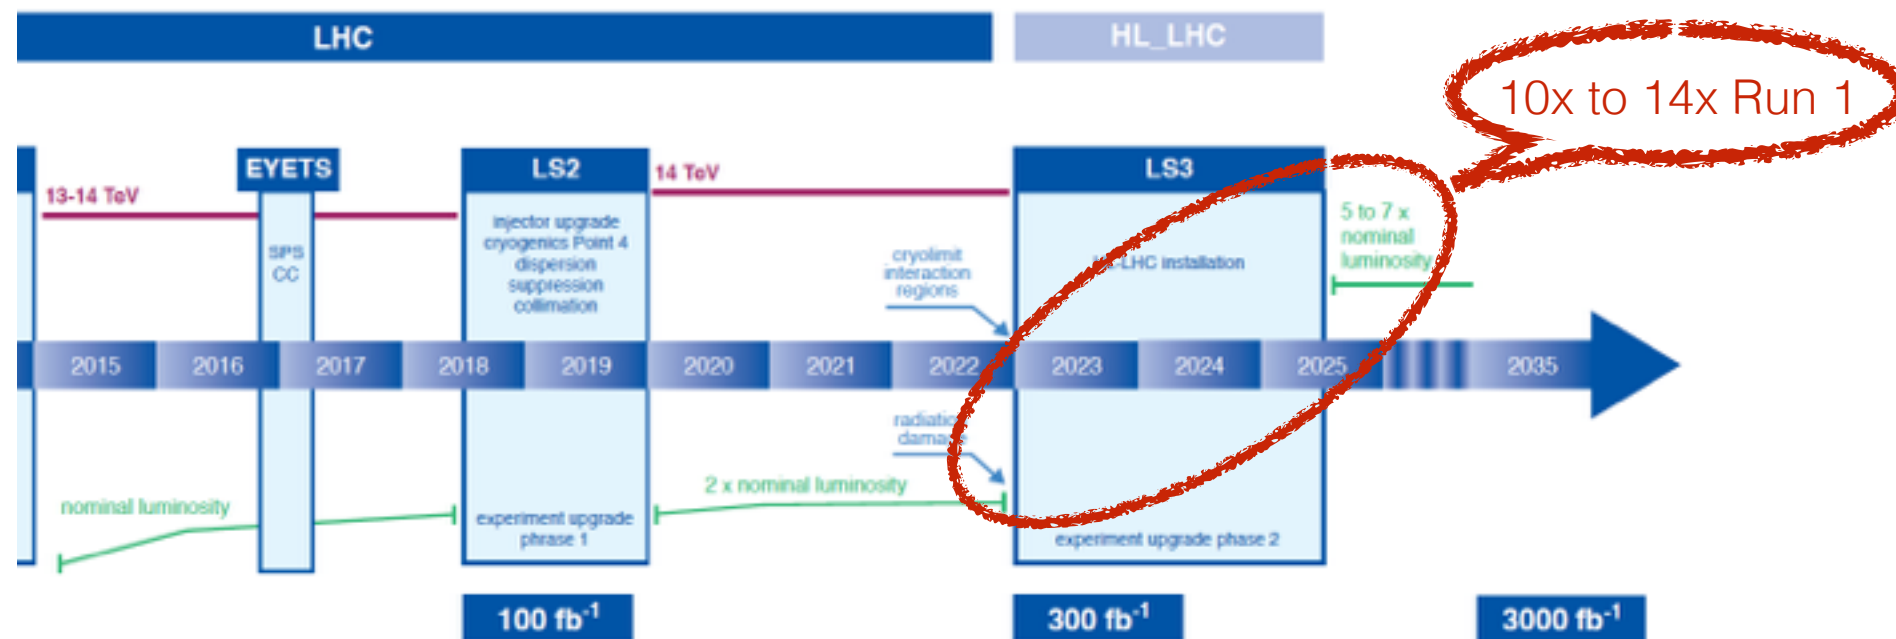 LHC
HL_LHC
10x to 14x Run 1
EYETS
LS2
14 TeV
LS3
13-14 TeV
SPS
CC
injector upgrade
cryogenics Point 4
dispersion
suppression
collimation
cryolimit
interaction
regions
HL-LHC installation
5 to 7 x
nominal
luminosity
2015
2016
2017
2018
2019
2020
2021
2022
2023
2024
2025
2035
radiation
damage
nominal luminosity
2 x nominal luminosity
experiment upgrade
phrase 1
experiment upgrade phase 2
100 fb-1
300 fb-1
3000 fb-1